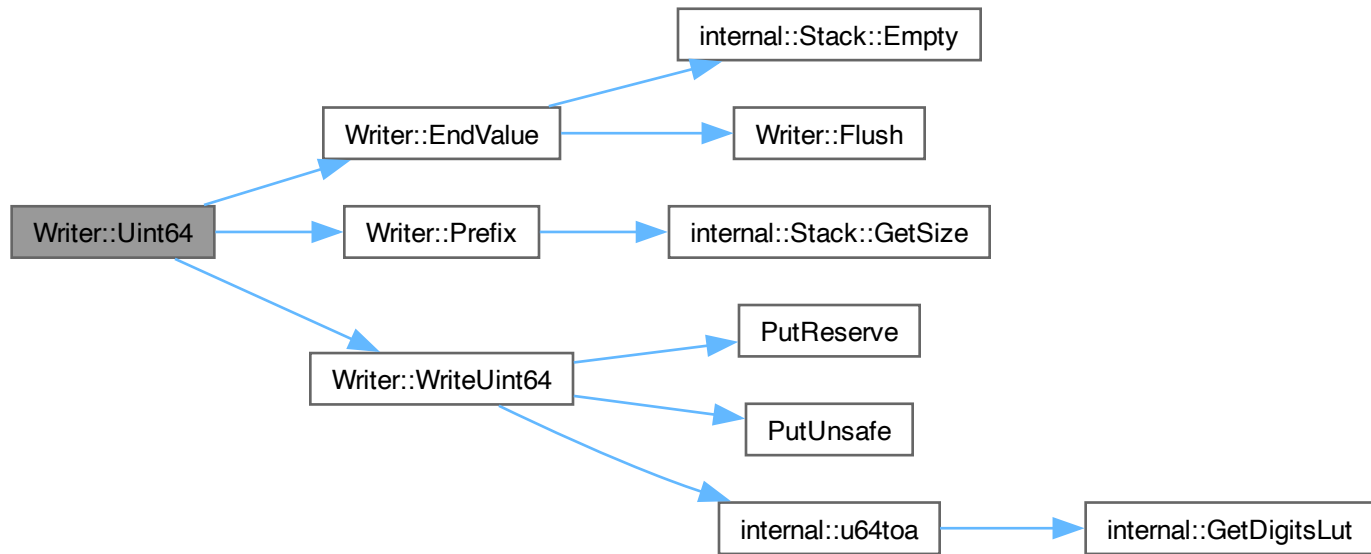 internal::Stack::Empty
Writer::EndValue
Writer::Flush
Writer::Uint64
Writer::Prefix
internal::Stack::GetSize
PutReserve
Writer::WriteUint64
PutUnsafe
internal::u64toa
internal::GetDigitsLut